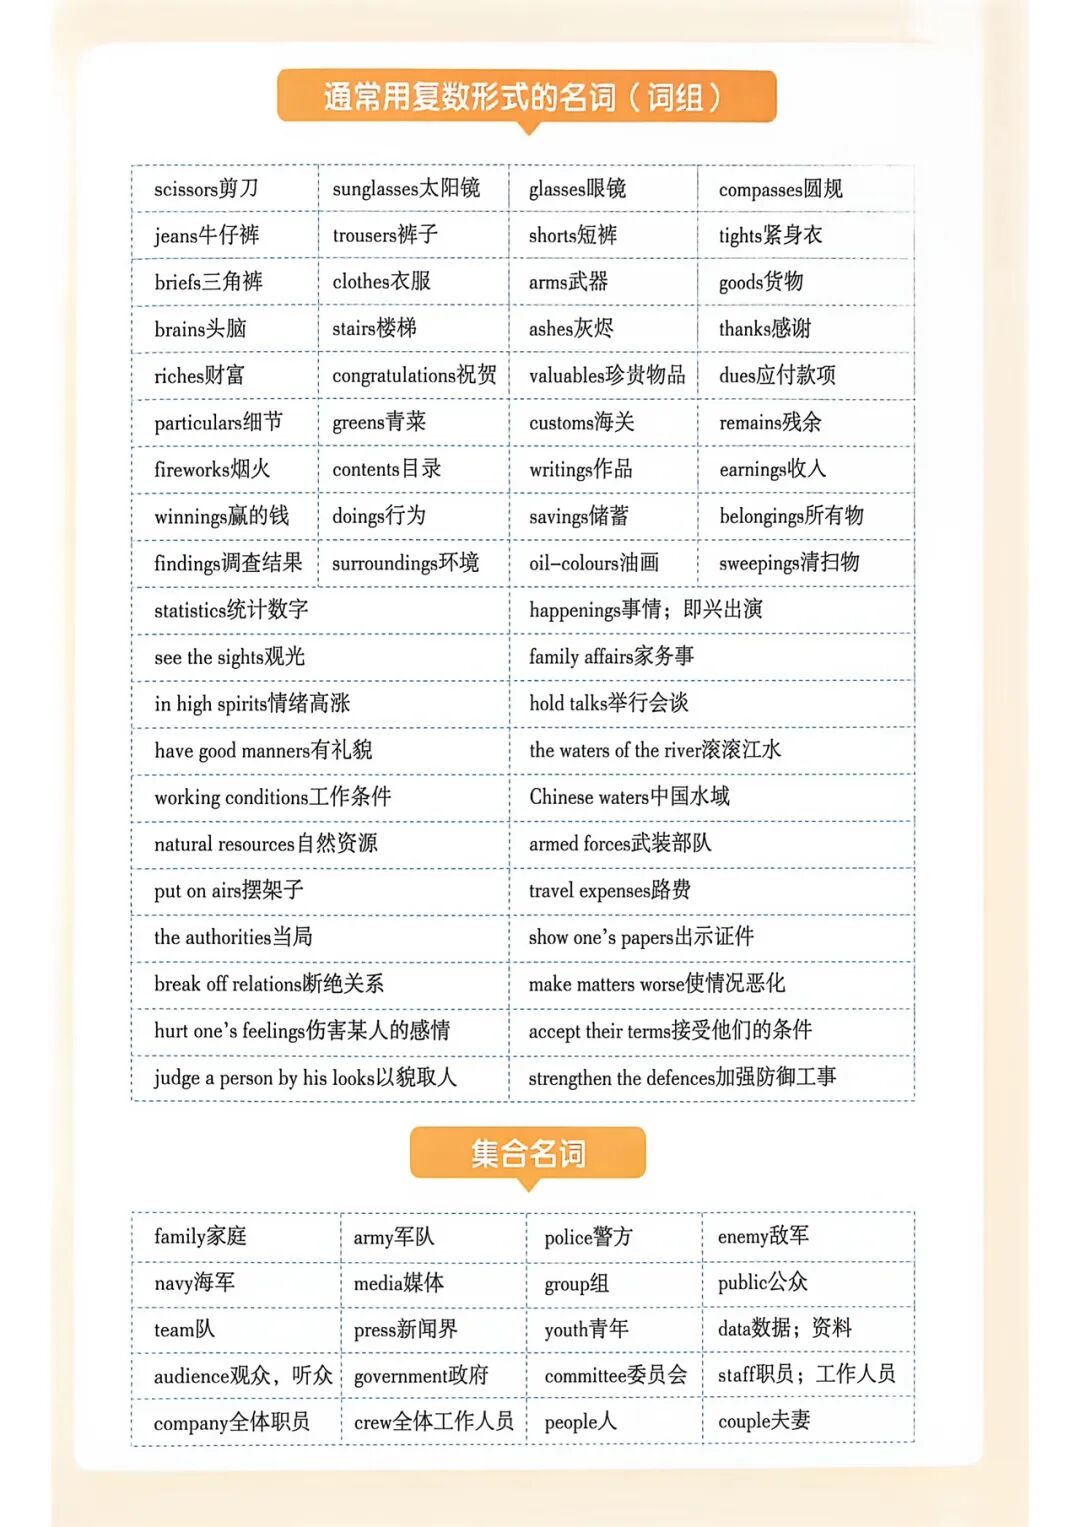 通常用复数形式的名词（词组）
scissors剪刀 sunglasses太阳镜 glasses眼镜 compasses圆规
jeans牛仔裤 trousers裤子 shorts短裤 tights紧身衣
briefs三角裤 clothes衣服 arms武器 goods货物
brains头脑 stairs楼梯 ashes灰烬 thanks感谢
riches财富 congratulations祝贺 valuables珍贵物品 dues应付款项
particulars细节 greens青菜 customs海关 remains残余
fireworks烟火 contents目录 writings作品 earnings收入
winnings赢的钱 doings行为 savings储蓄 belongings所有物
findings调查结果 surroundings环境 oil-colours油画 sweepings清扫物
statistics统计数字 happenings事情；即兴出演
see the sights观光 family affairs家务事
in high spirits情绪高涨 hold talks举行会谈
have good manners有礼貌 the waters of the river滚滚江水
working conditions工作条件 Chinese waters中国水域
natural resources自然资源 armed forces武装部队
put on airs摆架子 travel expenses路费
the authorities当局 show one's papers出示证件
break off relations断绝关系 make matters worse使情况恶化
hurt one's feelings伤害某人的感情 accept their terms接受他们的条件
judge a person by his looks以貌取人 strengthen the defences加强防御工事
集合名词
family家庭 army军队 police警方 enemy敌军
navy海军 media媒体 group组 public公众
team队 press新闻界 youth青年 data数据；资料
audience观众，听众 government政府 committee委员会 staff职员；工作人员
company全体职员 crew全体工作人员 people人 couple夫妻